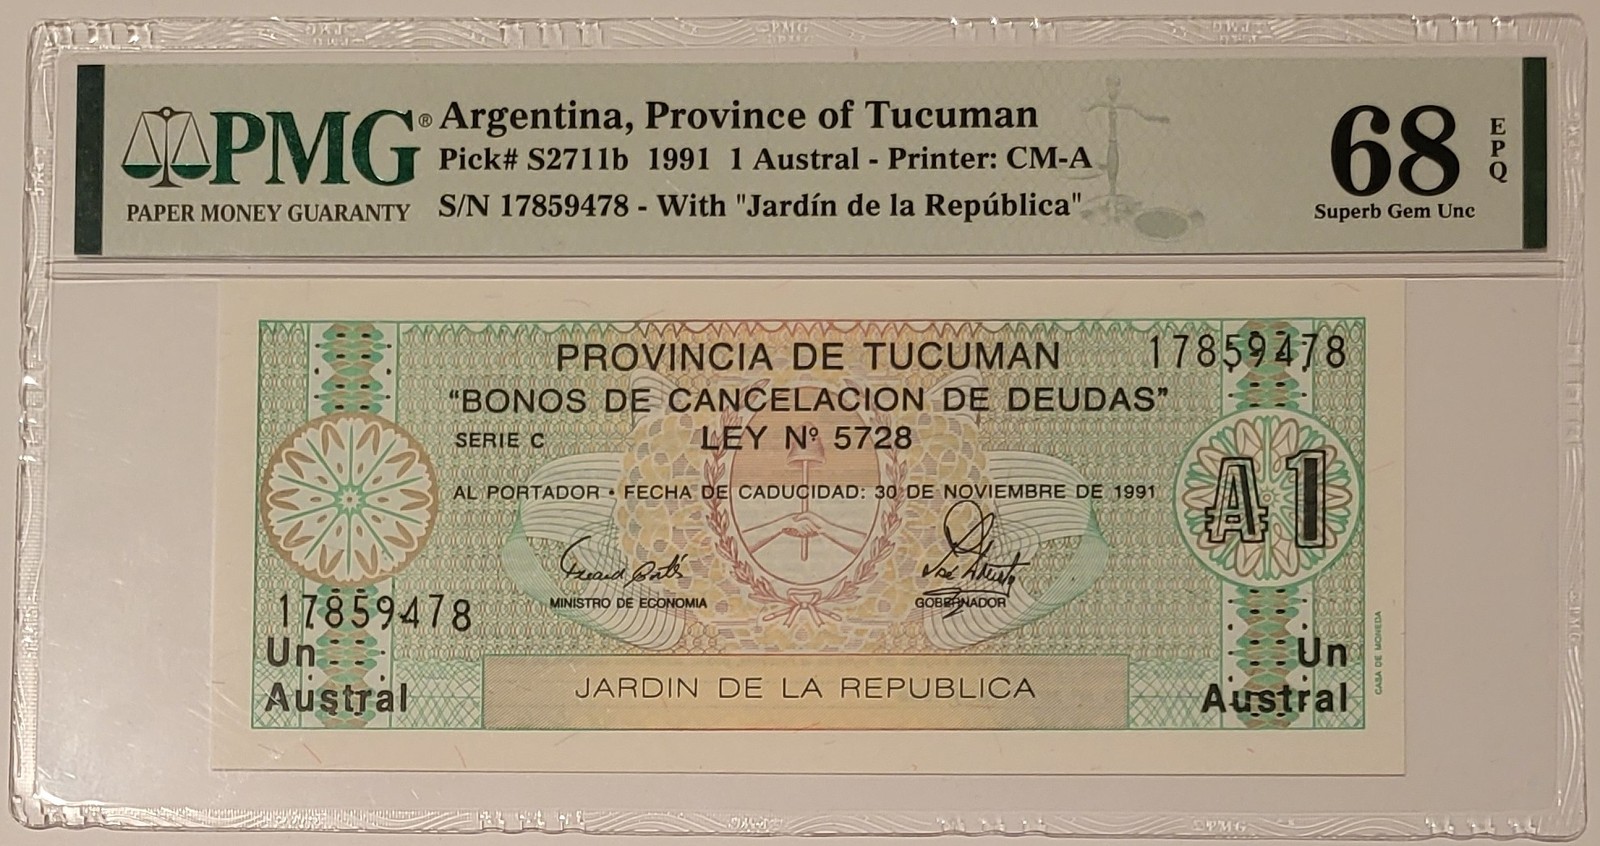 PMG®
PAPER MONEY GUARANTY
Argentina, Province of Tucuman
Pick# S2711b 1991 1 Austral - Printer: CM-A
S/N 17859478 - With "Jardín de la República"
68
EPQ
Superb Gem Unc
PROVINCIA DE TUCUMAN
17859478
“BONOS DE CANCELACION DE DEUDAS”
SERIE C
LEY Nº 5728
AL PORTADOR • FECHA DE CADUCIDAD: 30 DE NOVIEMBRE DE 1991
A 1
MINISTRO DE ECONOMIA
GOBERNADOR
17859478
Un
Austral
JARDIN DE LA REPUBLICA
Un
Austral
CASA DE MONEDA